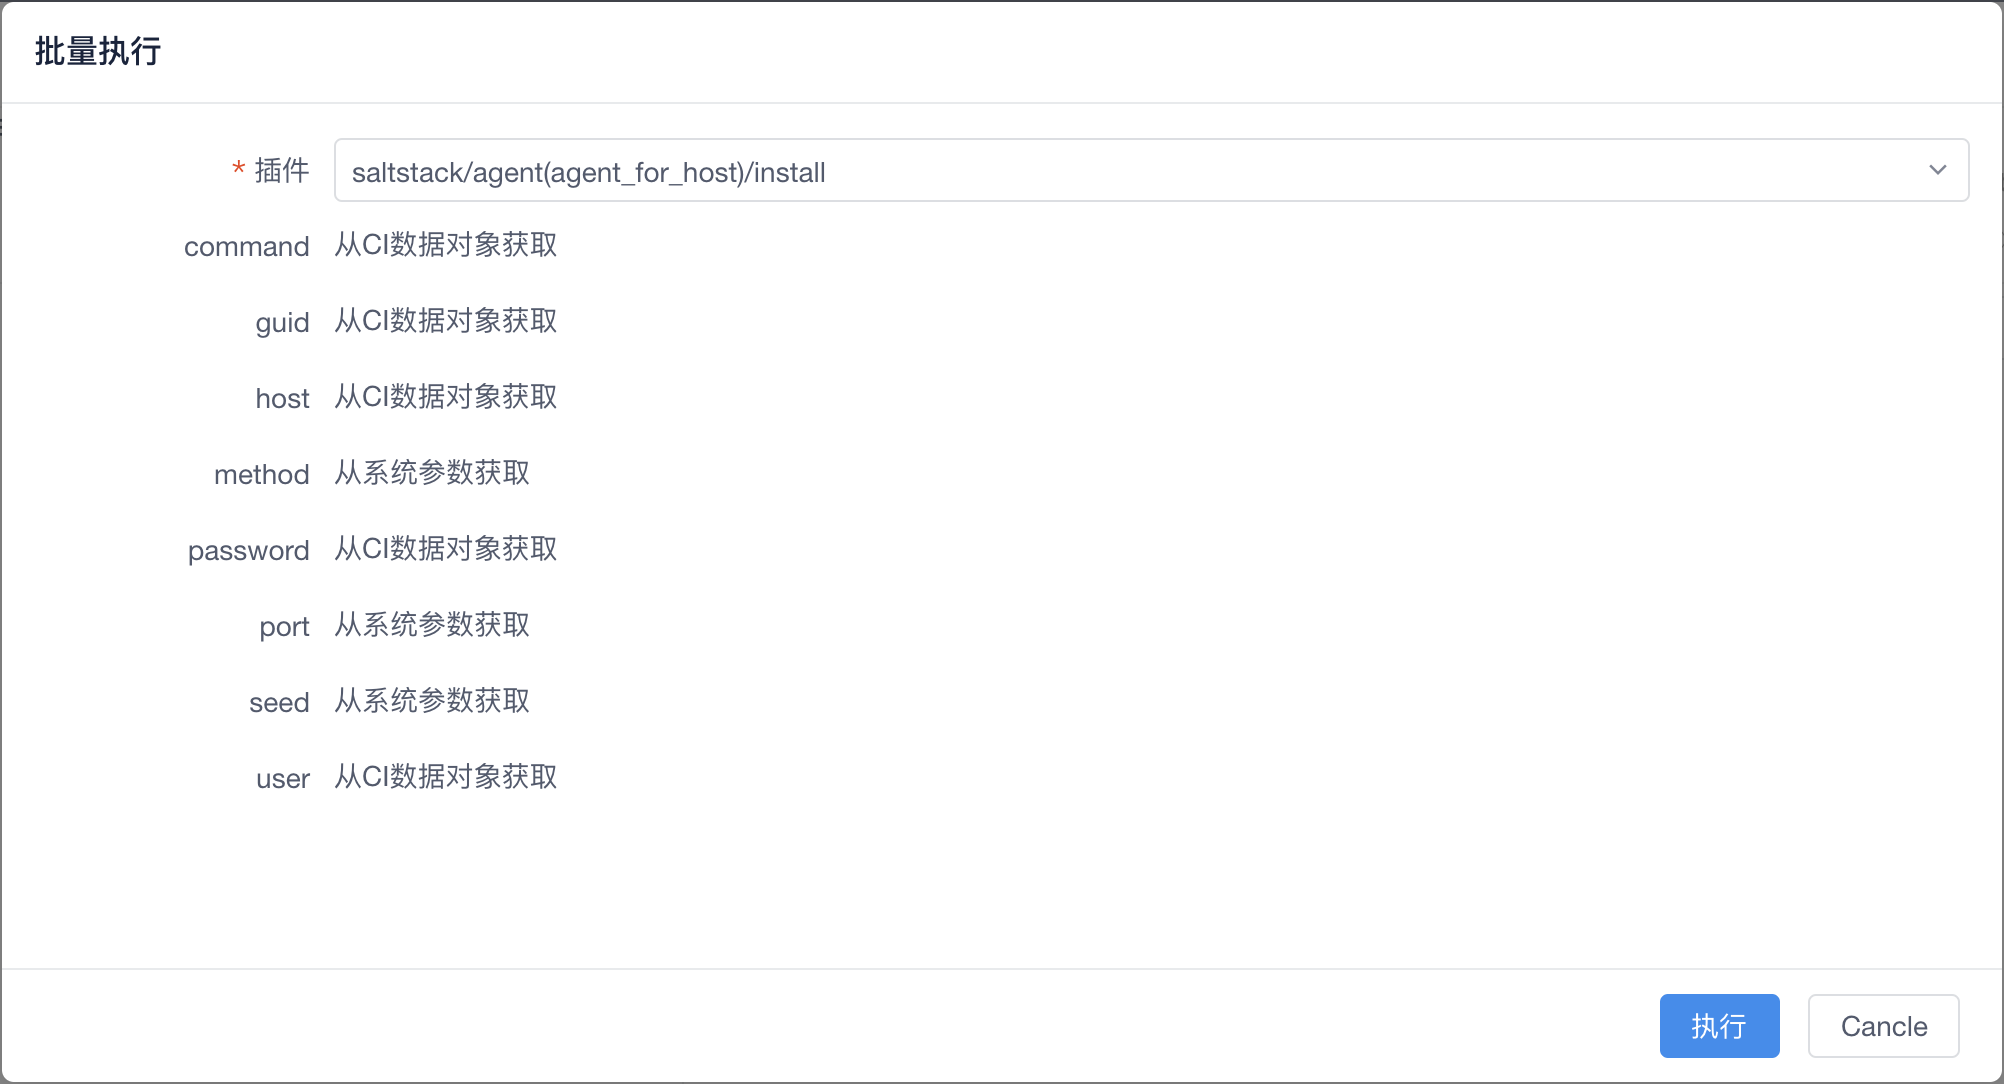 批量执行
* 插件 saltstack/agent(agent_for_host)/install
command 从CI数据对象获取
guid 从CI数据对象获取
host 从CI数据对象获取
method 从系统参数获取
password 从CI数据对象获取
port 从系统参数获取
seed 从系统参数获取
user 从CI数据对象获取
执行 Cancle